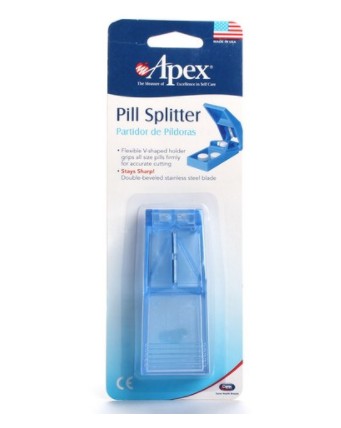 MADE IN USA
Apex®
The Measure of Excellence in Self Care
Pill Splitter
Partidor de Píldoras
• Flexible V-shaped holder
grips all size pills firmly
for accurate cutting
• Stays Sharp!
Double-beveled stainless steel blade
CE